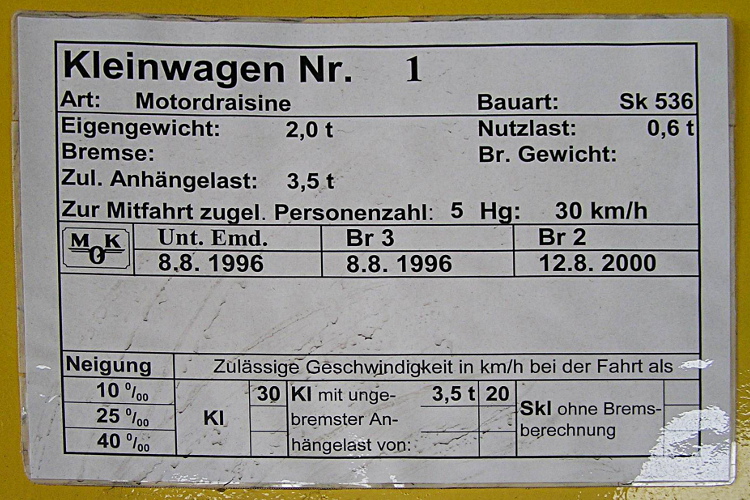 Kleinwagen Nr. 1
Art: Motordraisine Bauart: Sk 536
Eigengewicht: 2,0 t Nutzlast: 0,6 t
Bremse: Br. Gewicht:
Zul. Anhängelast: 3,5 t
Zur Mitfahrt zugel. Personenzahl: 5 Hg: 30 km/h
MOK Unt. Emd. Br 3 Br 2
8.8. 1996 8.8. 1996 12.8. 2000
Neigung Zulässige Geschwindigkeit in km/h bei der Fahrt als
10 º/₀₀ Kl 30 Kl mit unge- 3,5 t 20 Skl ohne Brems-
25 º/₀₀ bremster An- berechnung
40 º/₀₀ hängelast von: